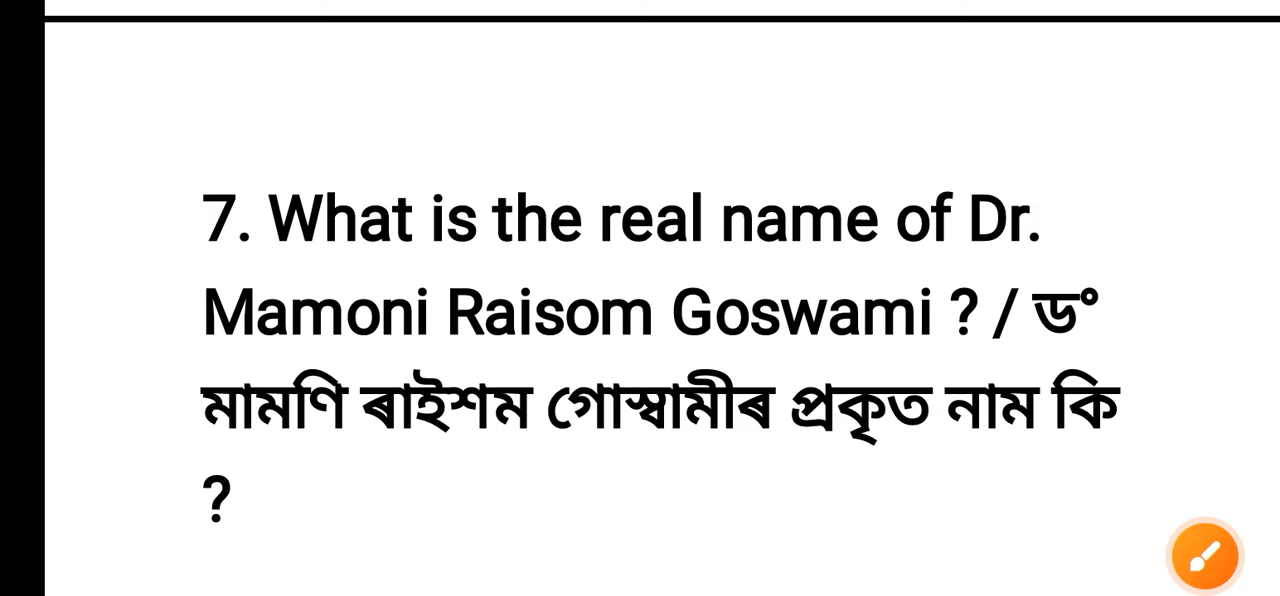 7. What is the real name of Dr.
Mamoni Raisom Goswami ? / ড°
মামণি ৰাইশম গোস্বামীৰ প্ৰকৃত নাম কি
?